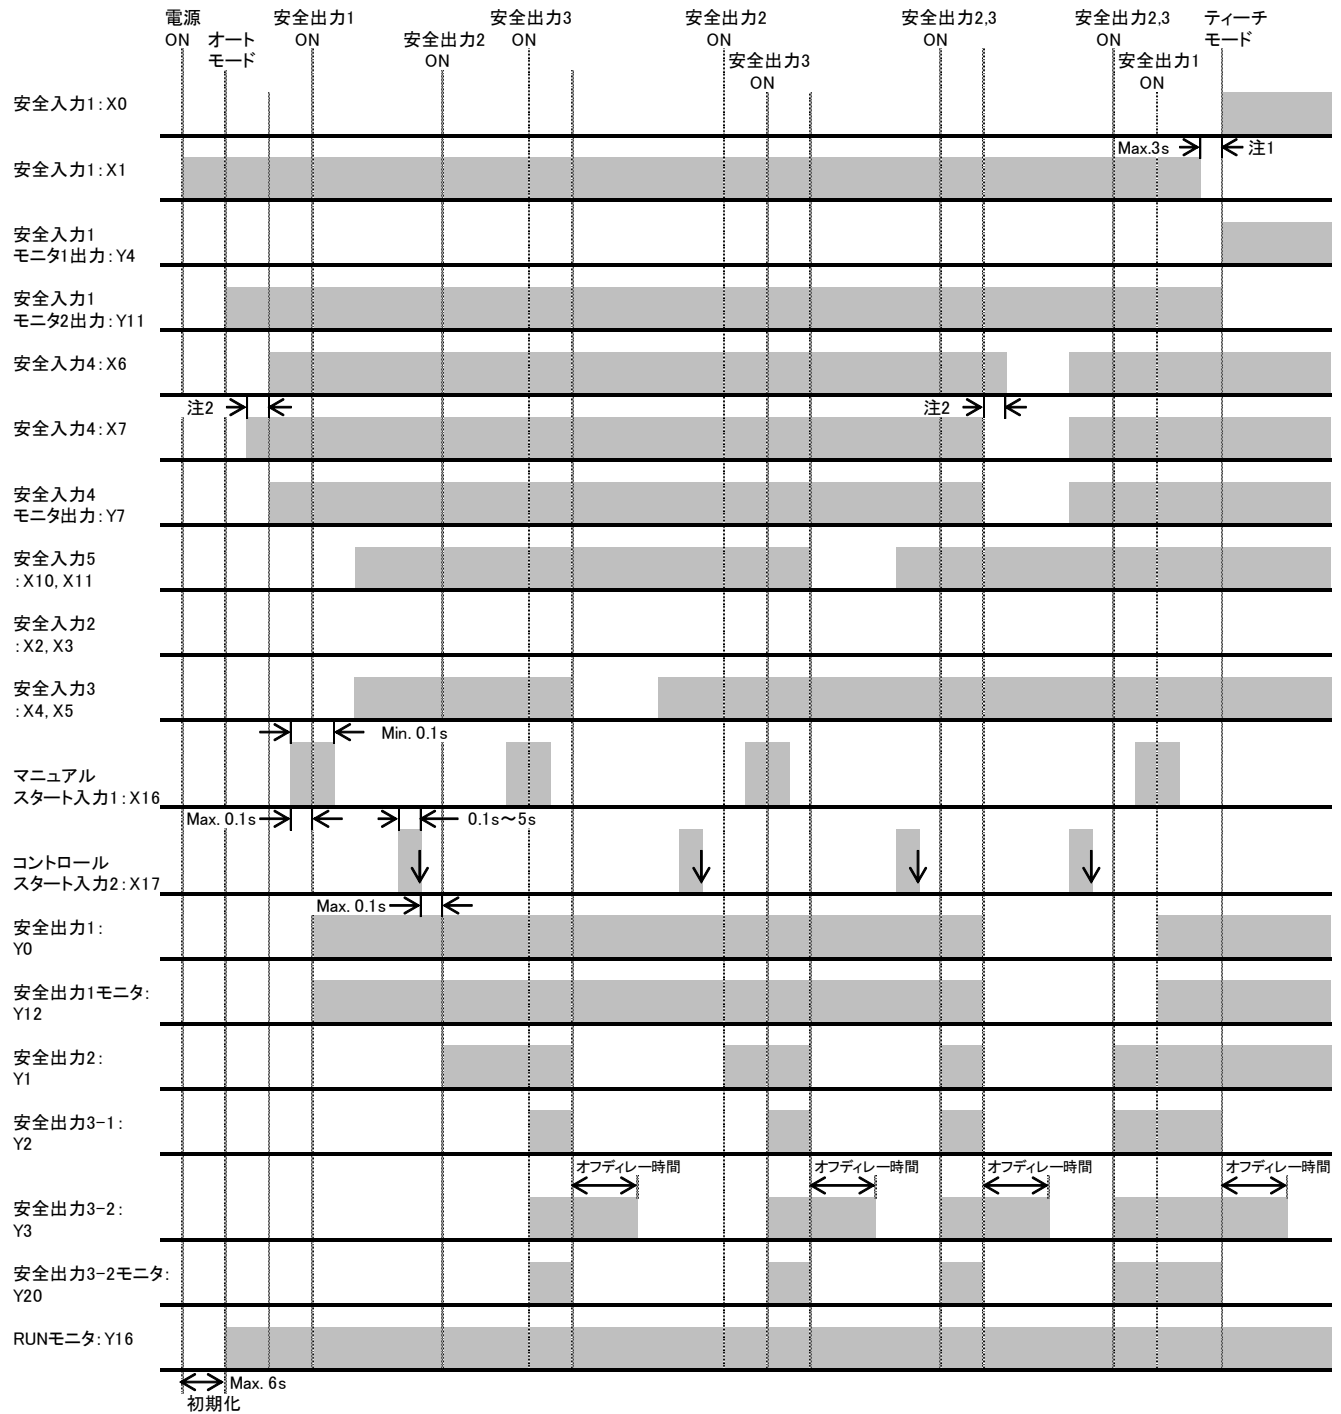 電源
ON
オート
モード
安全出力1
ON
安全出力2
ON
安全出力3
ON
安全出力2
ON
安全出力3
ON
安全出力2,3
ON
安全出力2,3
ON
安全出力1
ON
ティーチ
モード
安全入力1:X0
Max.3s
注1
安全入力1:X1
安全入力1
モニタ1出力:Y4
安全入力1
モニタ2出力:Y11
安全入力4:X6
注2
注2
安全入力4:X7
安全入力4
モニタ出力:Y7
安全入力5
:X10, X11
安全入力2
:X2, X3
安全入力3
:X4, X5
Min. 0.1s
マニュアル
スタート入力1:X16
Max. 0.1s
0.1s～5s
コントロール
スタート入力2:X17
Max. 0.1s
安全出力1:
Y0
安全出力1モニタ:
Y12
安全出力2:
Y1
安全出力3-1:
Y2
オフディレー時間
オフディレー時間
オフディレー時間
オフディレー時間
安全出力3-2:
Y3
安全出力3-2モニタ:
Y20
RUNモニタ:Y16
Max. 6s
初期化